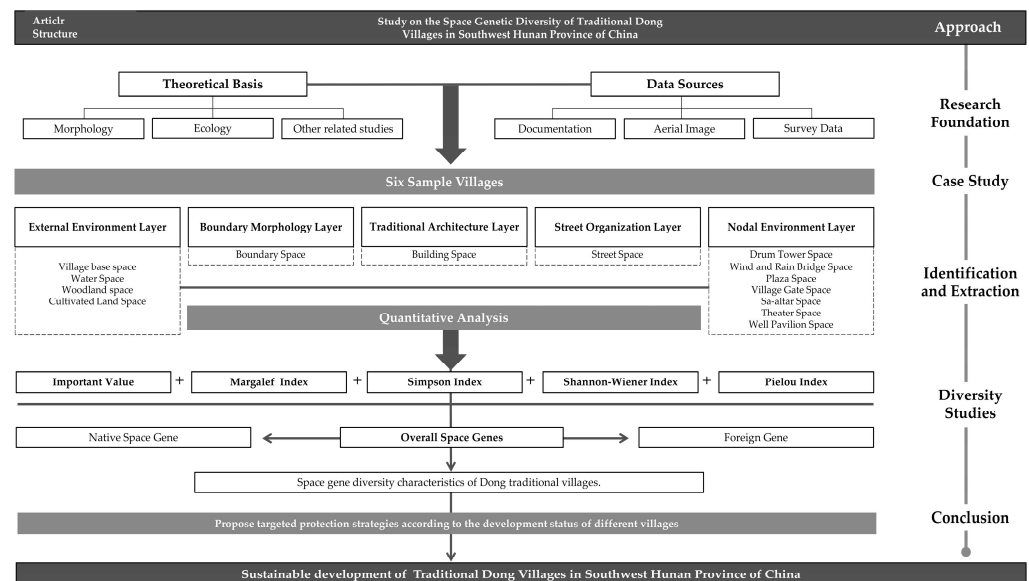 Articlr
Structure
Study on the Space Genetic Diversity of Traditional Dong
Villages in Southwest Hunan Province of China
Approach
Theoretical Basis
Data Sources
Morphology
Ecology
Other related studies
Documentation
Aerial Image
Survey Data
Research
Foundation
Six Sample Villages
Case Study
External Environment Layer
Boundary Morphology Layer
Traditional Architecture Layer
Street Organization Layer
Nodal Environment Layer
Village base space
Water Space
Woodland space
Cultivated Land Space
Boundary Space
Building Space
Street Space
Drum Tower Space
Wind and Rain Bridge Space
Plaza Space
Village Gate Space
Sa-altar Space
Theater Space
Well Pavilion Space
Identification
and Extraction
Quantitative Analysis
Important Value + Margalef Index + Simpson Index + Shannon-Wiener Index + Pielou Index
Diversity
Studies
Native Space Gene
Overall Space Genes
Foreign Gene
Space gene diversity characteristics of Dong traditional villages.
Propose targeted protection strategies according to the development status of different villages
Conclusion
Sustainable development of Traditional Dong Villages in Southwest Hunan Province of China